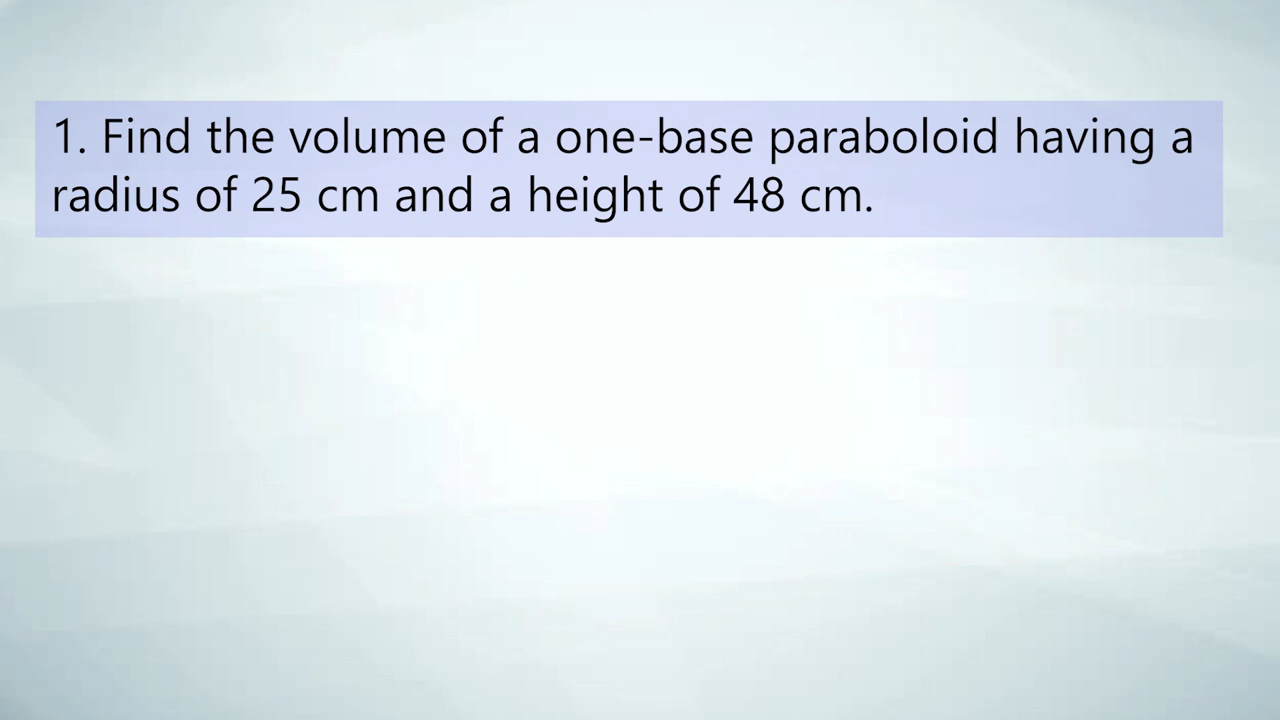 1. Find the volume of a one-base paraboloid having a
radius of 25 cm and a height of 48 cm.